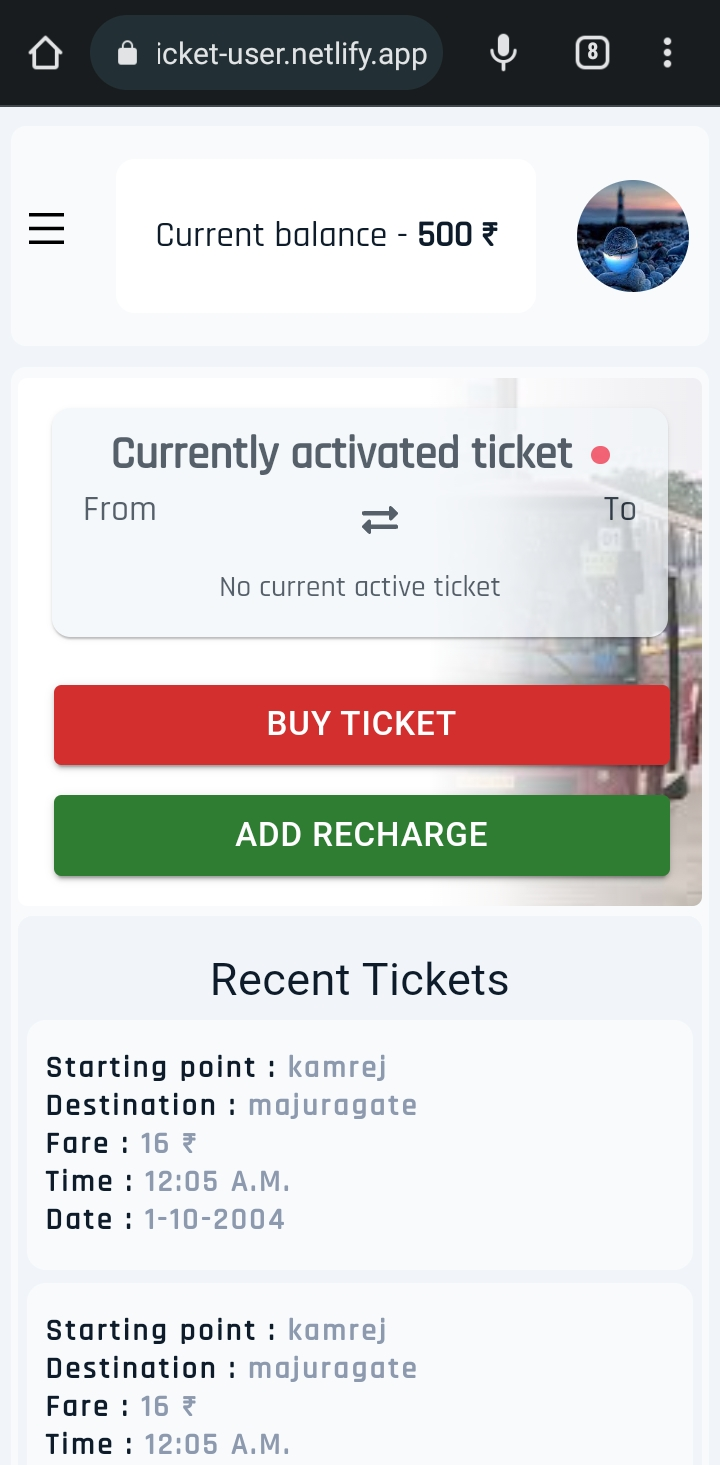 icket-user.netlify.app 8
Current balance - 500 ₹
Currently activated ticket
From To
No current active ticket
BUY TICKET
ADD RECHARGE
Recent Tickets
Starting point : kamrej
Destination : majuragate
Fare : 16 ₹
Time : 12:05 A.M.
Date : 1-10-2004
Starting point : kamrej
Destination : majuragate
Fare : 16 ₹
Time : 12:05 A.M.